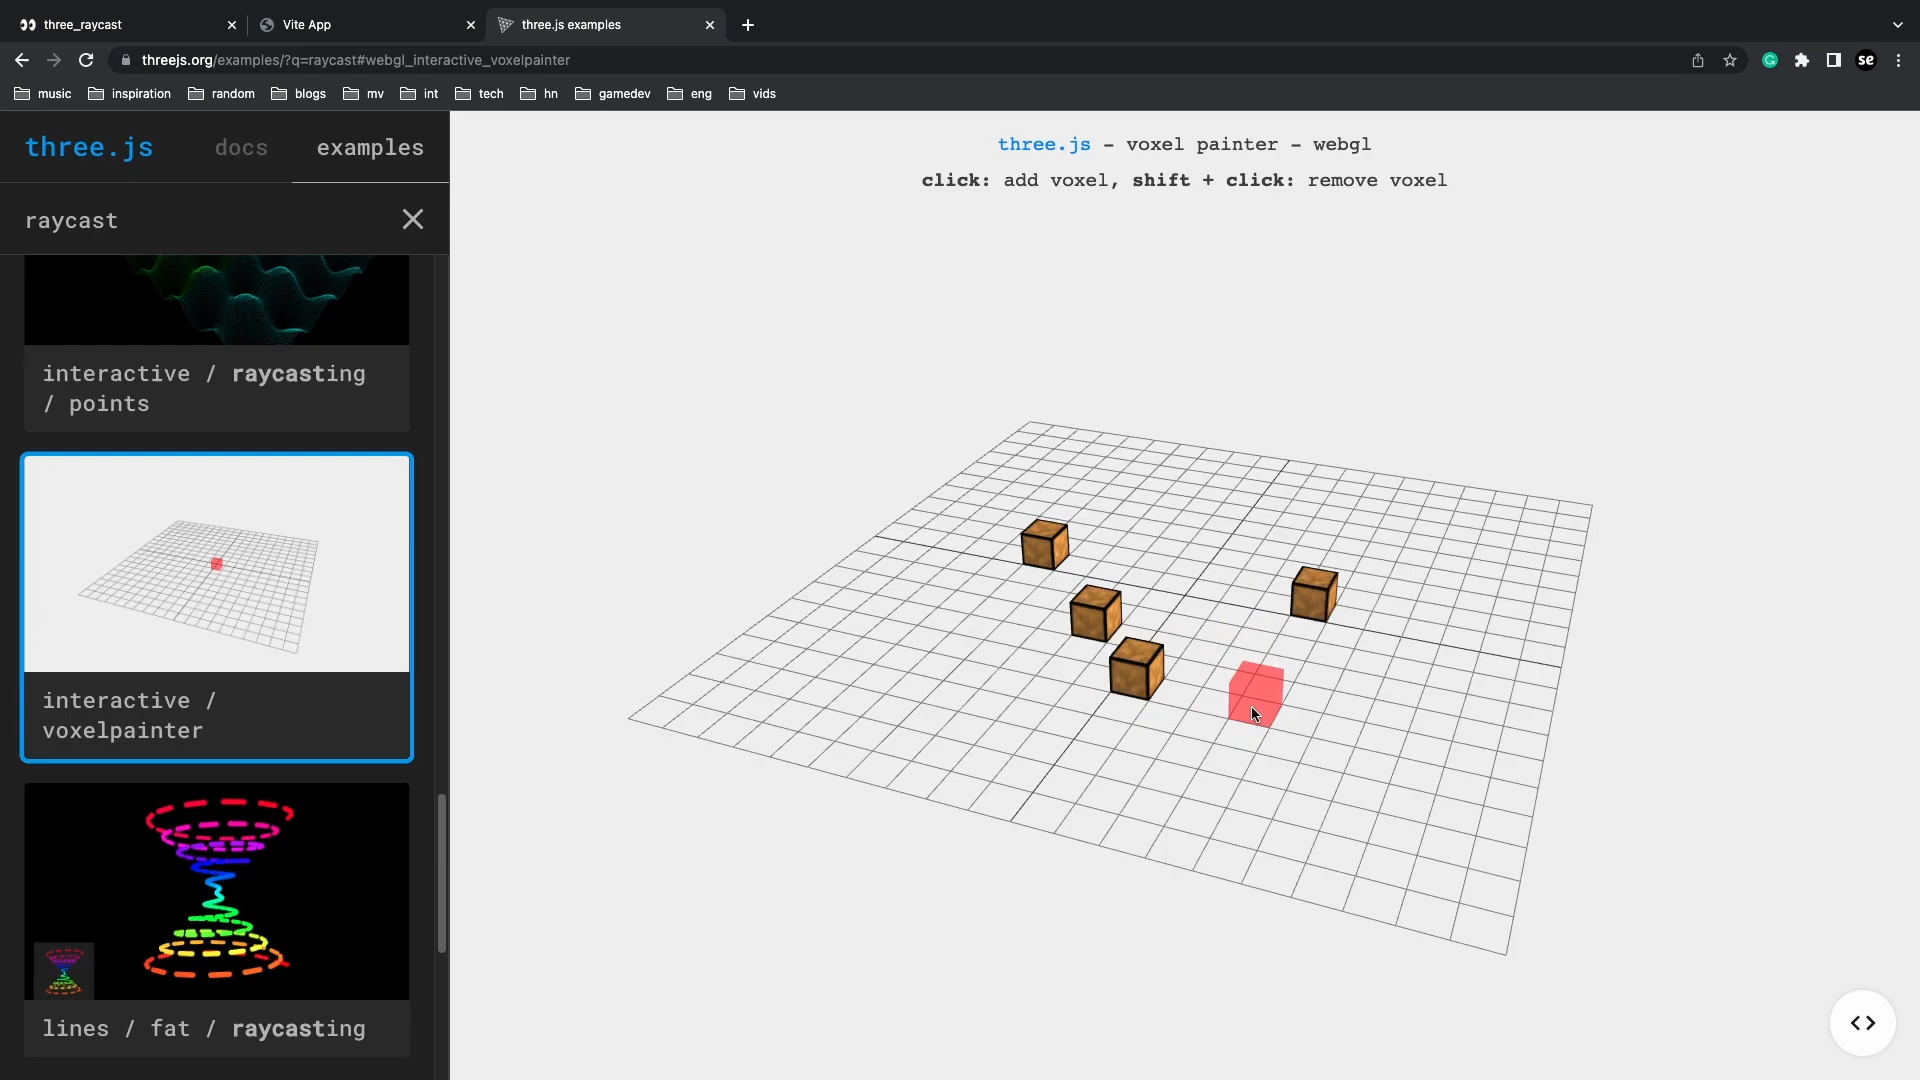 three_raycast
Vite App
three.js examples
threejs.org/examples/?q=raycast#webgl_interactive_voxelpainter
se
music
inspiration
random
blogs
mv
int
tech
hn
gamedev
eng
vids
three.js
docs
examples
raycast
interactive / raycasting
/ points
interactive /
voxelpainter
lines / fat / raycasting
three.js - voxel painter - webgl
click: add voxel, shift + click: remove voxel